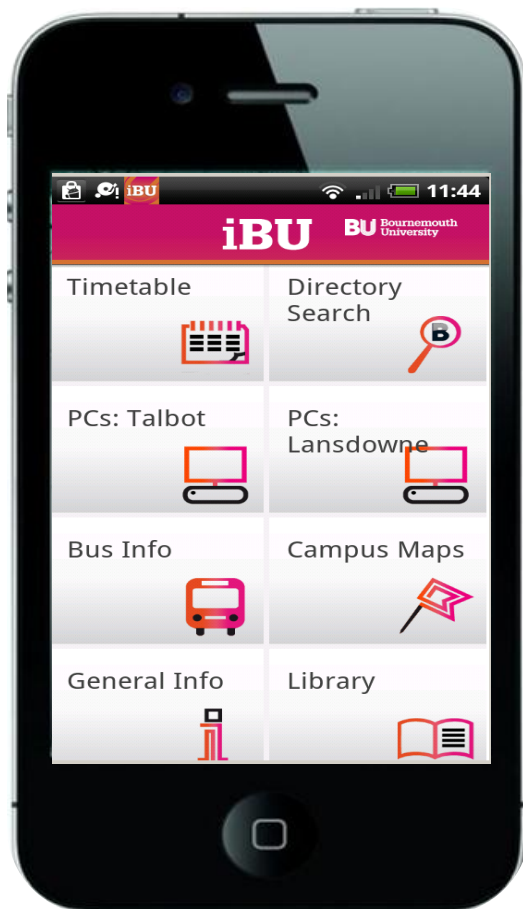 iBU 11:44
iBU BU Bournemouth
University
Timetable
Directory
Search
B
PCs: Talbot
PCs:
Lansdowne
Bus Info
Campus Maps
General Info
Library